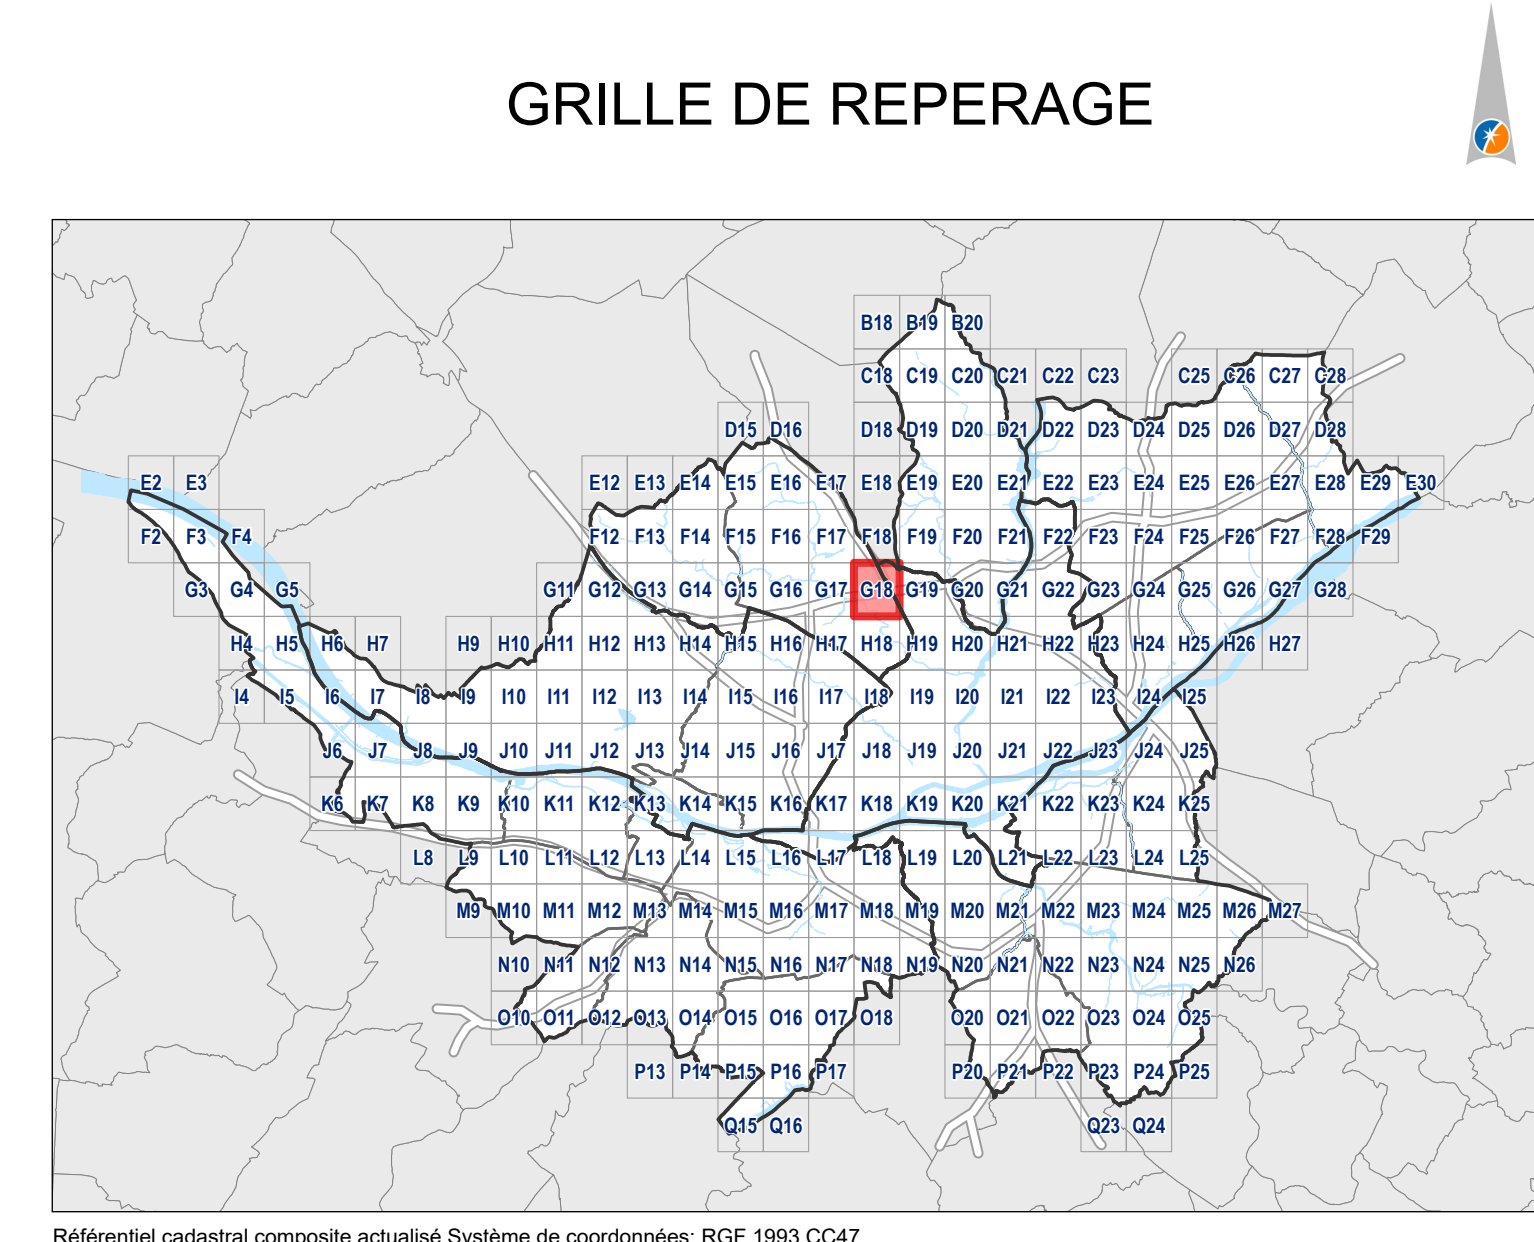 GRILLE DE REPERAGE
B18 B19 B20
C18 C19 C20 C21 C22 C23 C25 C26 C27 C28
D15 D16 D18 D19 D20 D21 D22 D23 D24 D25 D26 D27 D28
E2 E3 E12 E13 E14 E15 E16 E17 E18 E19 E20 E21 E22 E23 E24 E25 E26 E27 E28 E29 E30
F2 F3 F4 F12 F13 F14 F15 F16 F17 F18 F19 F20 F21 F22 F23 F24 F25 F26 F27 F28 F29
G3 G4 G5 G11 G12 G13 G14 G15 G16 G17 G18 G19 G20 G21 G22 G23 G24 G25 G26 G27 G28
H4 H5 H6 H7 H9 H10 H11 H12 H13 H14 H15 H16 H17 H18 H19 H20 H21 H22 H23 H24 H25 H26 H27
I4 I5 I6 I7 I8 I9 I10 I11 I12 I13 I14 I15 I16 I17 I18 I19 I20 I21 I22 I23 I24 I25
J6 J7 J8 J9 J10 J11 J12 J13 J14 J15 J16 J17 J18 J19 J20 J21 J22 J23 J24 J25
K6 K7 K8 K9 K10 K11 K12 K13 K14 K15 K16 K17 K18 K19 K20 K21 K22 K23 K24 K25
L8 L9 L10 L11 L12 L13 L14 L15 L16 L17 L18 L19 L20 L21 L22 L23 L24 L25
M9 M10 M11 M12 M13 M14 M15 M16 M17 M18 M19 M20 M21 M22 M23 M24 M25 M26 M27
N10 N11 N12 N13 N14 N15 N16 N17 N18 N19 N20 N21 N22 N23 N24 N25 N26
O10 O11 O12 O13 O14 O15 O16 O17 O18 O20 O21 O22 O23 O24 O25
P13 P14 P15 P16 P17 P20 P21 P22 P23 P24 P25
Q15 Q16 Q23 Q24
Référentiel cadastral composite actualisé Système de coordonnées: RGF 1993 CC47